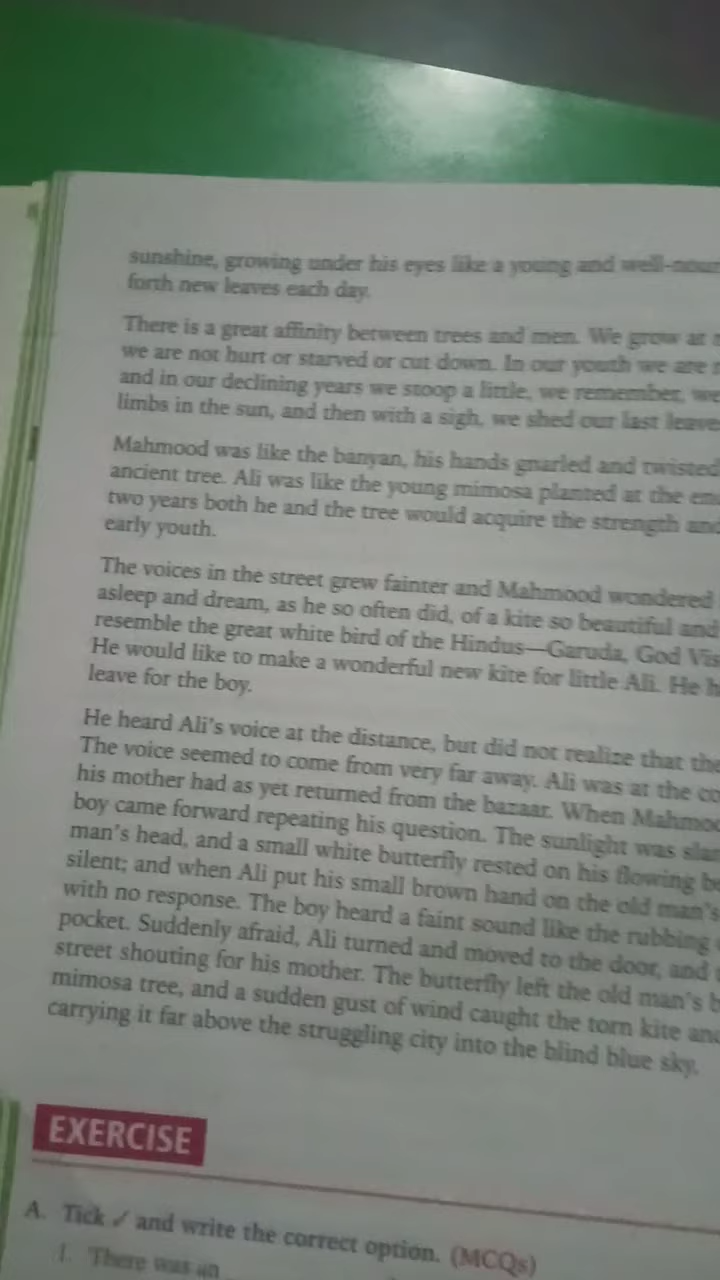 sunshine, growing under his eyes like a young and
forth new leaves each day.
There is a great affinity between trees and men. We grow at
we are not hurt or starved or cut down. In our youth we are
and in our declining years we stoop a little, we remember, we
limbs in the sun, and then with a sigh, we shed our last
Mahmood was like the banyan, his hands gnarled and twisted
ancient tree. Ali was like the young mimosa planted at the
two years both he and the tree would acquire the strength
early youth.
The voices in the street grew fainter and Mahmood wondered
asleep and dream, as he so often did, of a kite so beautiful and
resemble the great white bird of the Hindus—Garuda, God
He would like to make a wonderful new kite for little Ali. He
leave for the boy.
He heard Ali's voice at the distance, but did not realize that
The voice seemed to come from very far away. Ali was at the
his mother had as yet returned from the bazaar. When
boy came forward repeating his question. The sunlight was
man's head, and a small white butterfly rested on his flowing
silent; and when Ali put his small brown hand on the old man's
with no response. The boy heard a faint sound like the rubbing
pocket. Suddenly afraid, Ali turned and moved to the door, and
street shouting for his mother. The butterfly left the old man's
mimosa tree, and a sudden gust of wind caught the torn kite
carrying it far above the struggling city into the blind blue sky.
EXERCISE
A. Tick ✓ and write the correct option. (MCQs)
1. There was an